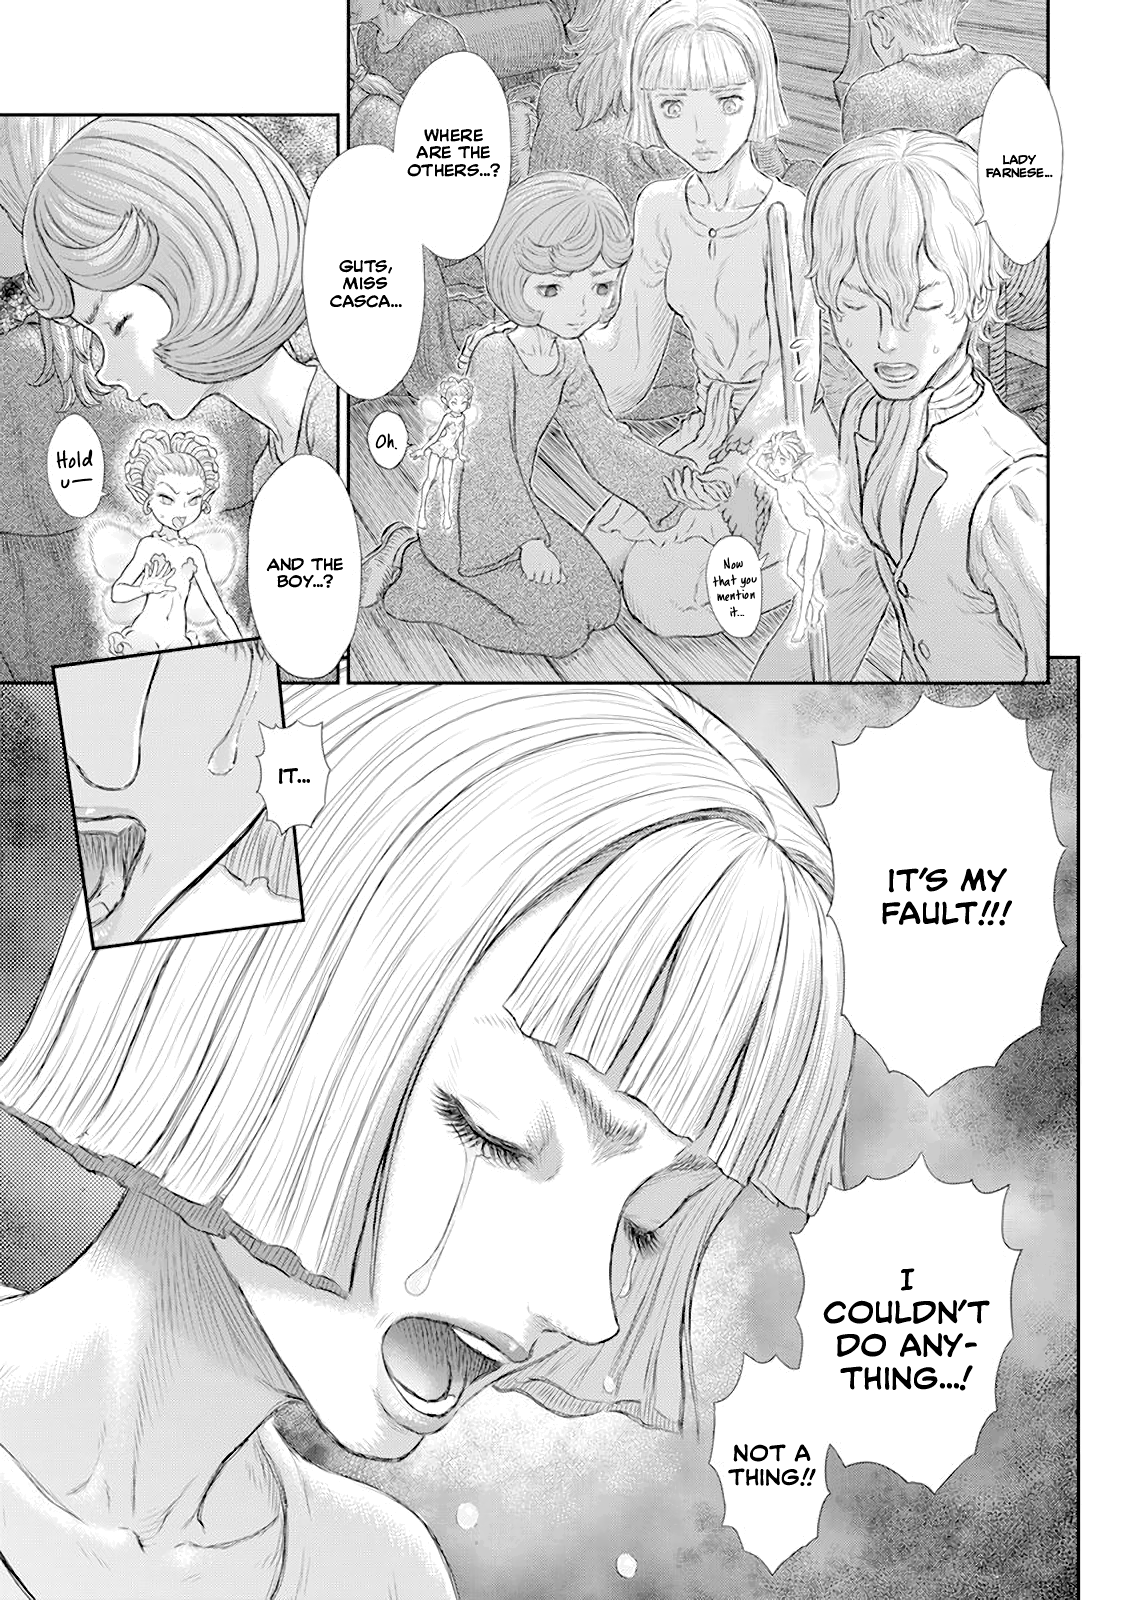 LADY
FARNESE...
WHERE
ARE THE
OTHERS...?
GUTS,
MISS
CASCA...
Now
that you
mention
it...
Oh.
AND THE
BOY...?
Hold
u—
IT...
IT'S MY
FAULT!!!
I
COULDN'T
DO ANY-
THING...!
NOT A
THING!!